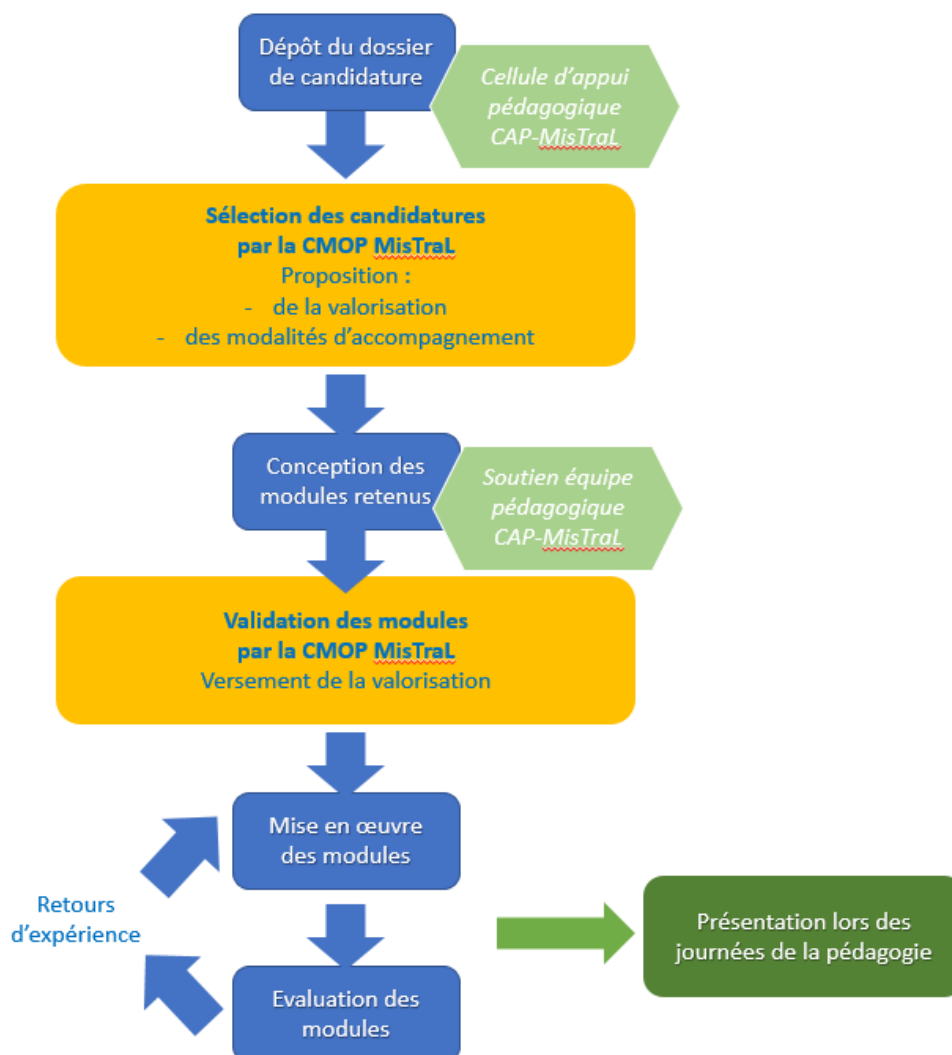 Dépôt du dossier
de candidature
Cellule d'appui
pédagogique
CAP-MisTraL
Sélection des candidatures
par la CMOP MisTraL
Proposition :
- de la valorisation
- des modalités d'accompagnement
Conception des
modules retenus
Soutien équipe
pédagogique
CAP-MisTraL
Validation des modules
par la CMOP MisTraL
Versement de la valorisation
Mise en œuvre
des modules
Retours
d'expérience
Présentation lors des
journées de la pédagogie
Evaluation des
modules